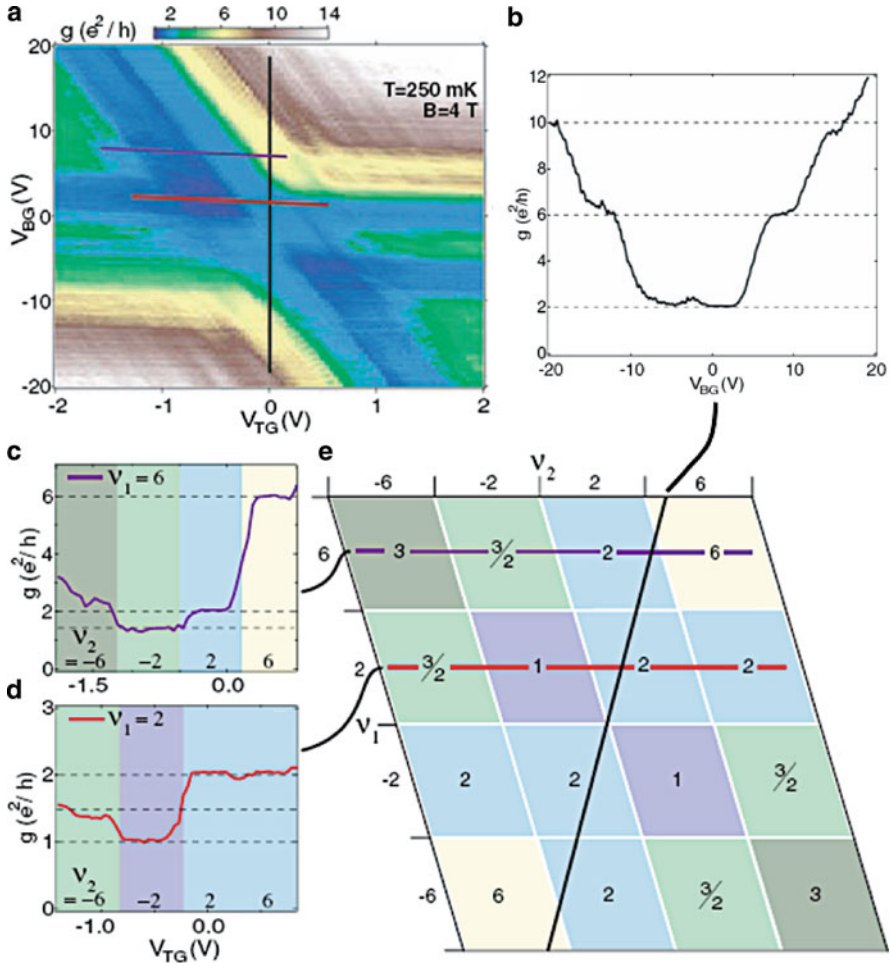 a
g (e²/h)
2 6 10 14
T=250 mK
B=4 T
20
10
0
-10
-20
V_BG (V)
-2 -1 0 1 2
V_TG (V)
b
12
10
8
6
4
2
0
g (e²/h)
-20 -10 0 10 20
V_BG (V)
c
ν₁ = 6
6
4
2
0
g (e²/h)
ν₂
=-6 -2 2 6
-1.5 0.0
d
ν₁ = 2
3
2
1
0
g (e²/h)
ν₂
=-6 -2 2 6
-1.0 0.0
V_TG (V)
e
ν₂
-6 -2 2 6
6 3 3/2 2 6
2 3/2 1 2 2
ν₁
-2 2 2 1 3/2
-6 6 2 3/2 3